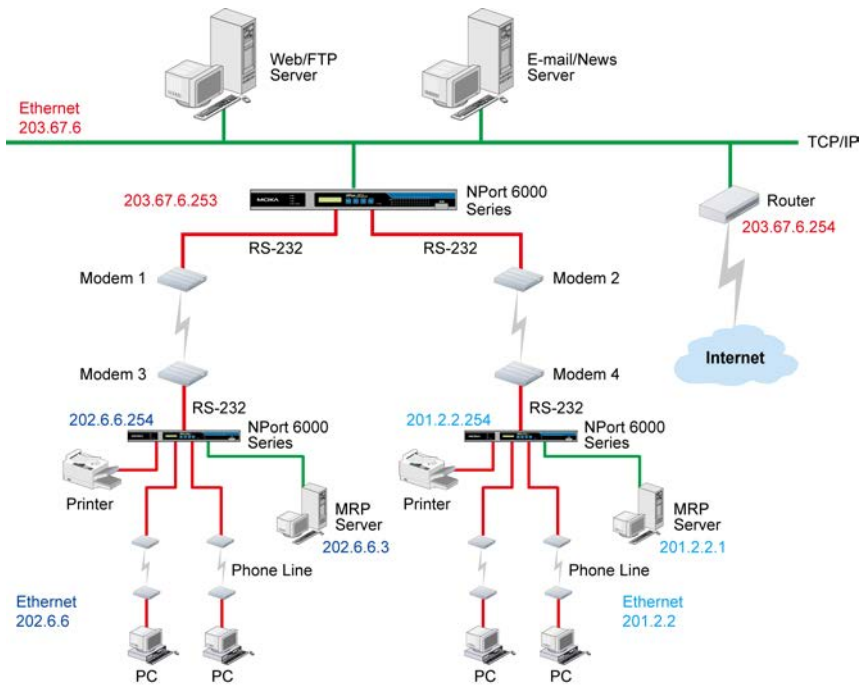 Web/FTP
Server
E-mail/News
Server
Ethernet
203.67.6
TCP/IP
203.67.6.253
MOXA
NPort 6000
Series
Router
203.67.6.254
RS-232
RS-232
Modem 1
Modem 2
Internet
Modem 3
Modem 4
RS-232
RS-232
202.6.6.254
NPort 6000
Series
201.2.2.254
NPort 6000
Series
Printer
MRP
Server
202.6.6.3
Printer
MRP
Server
201.2.2.1
Phone Line
Phone Line
Ethernet
202.6.6
Ethernet
201.2.2
PC
PC
PC
PC